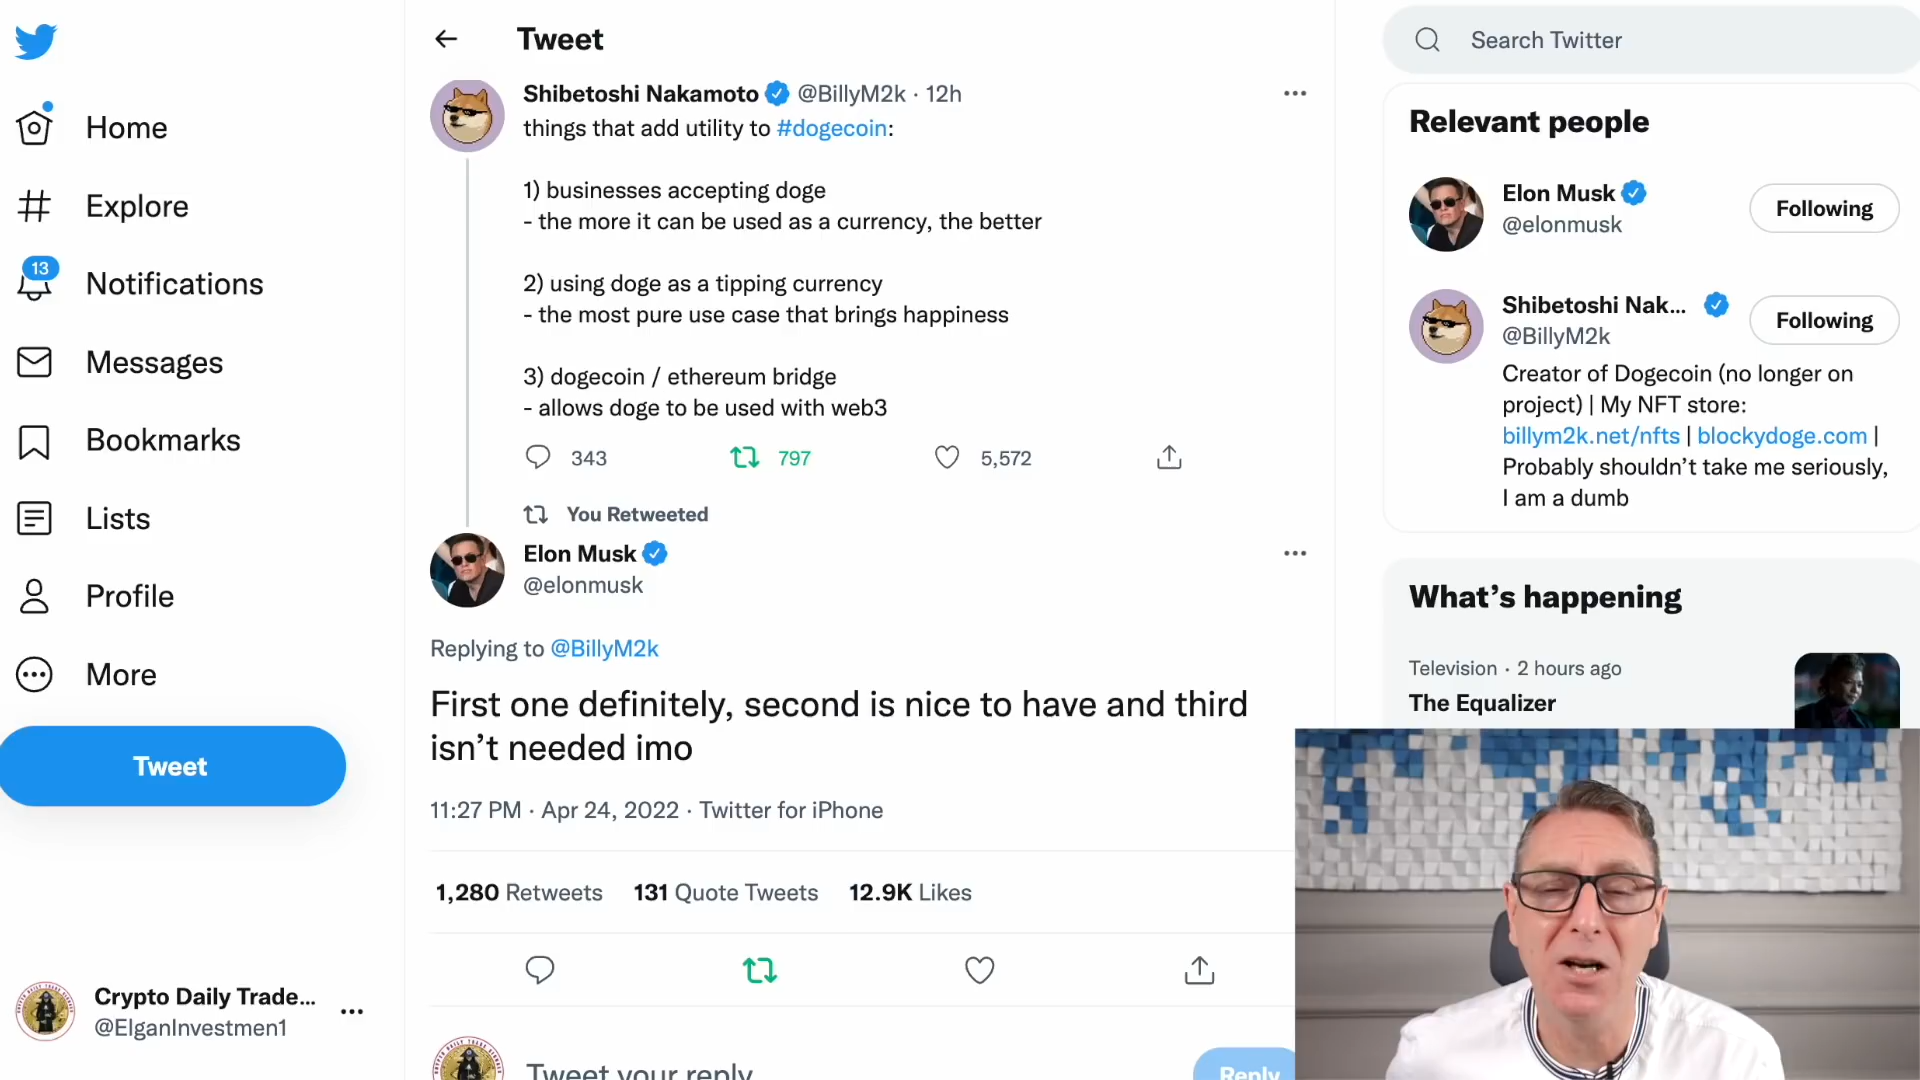 Home
Explore
13
Notifications
Messages
Bookmarks
Lists
Profile
More
Tweet
Crypto Daily Trade...
@ElganInvestmen1
Tweet
Shibetoshi Nakamoto @BillyM2k · 12h
things that add utility to #dogecoin:
1) businesses accepting doge
- the more it can be used as a currency, the better
2) using doge as a tipping currency
- the most pure use case that brings happiness
3) dogecoin / ethereum bridge
- allows doge to be used with web3
343 797 5,572
You Retweeted
Elon Musk
@elonmusk
Replying to @BillyM2k
First one definitely, second is nice to have and third
isn’t needed imo
11:27 PM · Apr 24, 2022 · Twitter for iPhone
1,280 Retweets 131 Quote Tweets 12.9K Likes
Tweet your reply
Reply
Search Twitter
Relevant people
Elon Musk
@elonmusk
Following
Shibetoshi Nak...
@BillyM2k
Following
Creator of Dogecoin (no longer on
project) | My NFT store:
billym2k.net/nfts | blockydoge.com |
Probably shouldn’t take me seriously,
I am a dumb
What’s happening
Television · 2 hours ago
The Equalizer